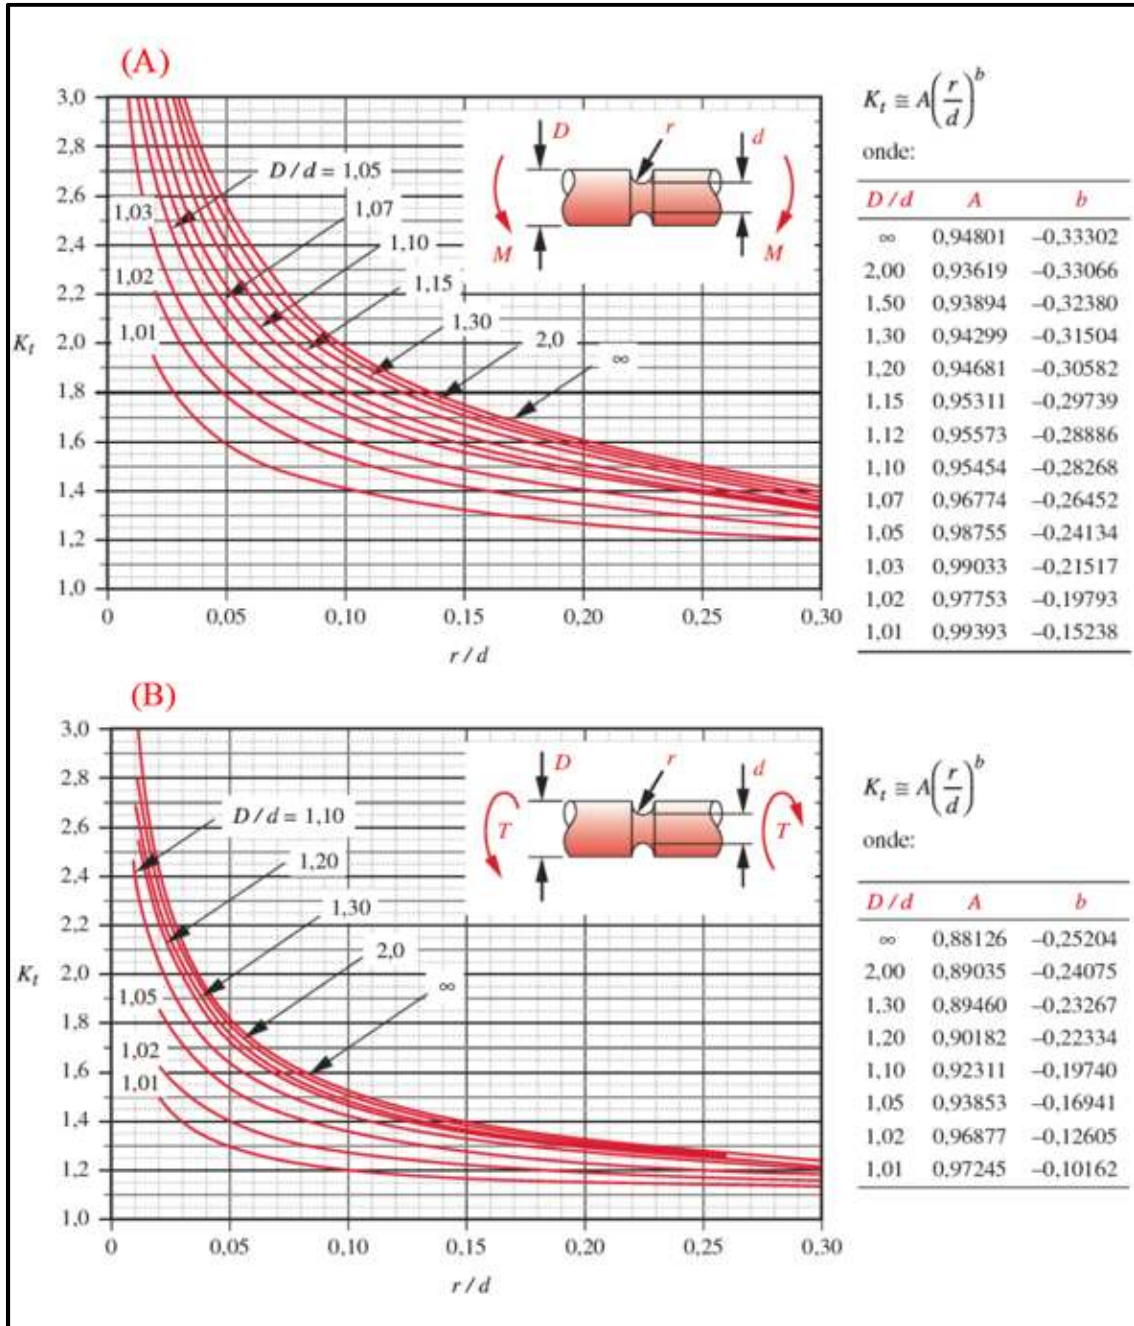 (A)
3,0
2,8
2,6
2,4
2,2
2,0
1,8
1,6
1,4
1,2
1,0
K_t
0 0,05 0,10 0,15 0,20 0,25 0,30
r / d
D / d = 1,05
1,03
1,07
1,02
1,10
1,15
1,01
1,30
2,0
∞
D r d
M M
K_t ≅ A(r/d)^b
onde:
D / d A b
∞ 0,94801 –0,33302
2,00 0,93619 –0,33066
1,50 0,93894 –0,32380
1,30 0,94299 –0,31504
1,20 0,94681 –0,30582
1,15 0,95311 –0,29739
1,12 0,95573 –0,28886
1,10 0,95454 –0,28268
1,07 0,96774 –0,26452
1,05 0,98755 –0,24134
1,03 0,99033 –0,21517
1,02 0,97753 –0,19793
1,01 0,99393 –0,15238
(B)
3,0
2,8
2,6
2,4
2,2
2,0
1,8
1,6
1,4
1,2
1,0
K_t
0 0,05 0,10 0,15 0,20 0,25 0,30
r / d
D / d = 1,10
1,20
1,30
2,0
∞
1,05
1,02
1,01
D r d
T T
K_t ≅ A(r/d)^b
onde:
D / d A b
∞ 0,88126 –0,25204
2,00 0,89035 –0,24075
1,30 0,89460 –0,23267
1,20 0,90182 –0,22334
1,10 0,92311 –0,19740
1,05 0,93853 –0,16941
1,02 0,96877 –0,12605
1,01 0,97245 –0,10162